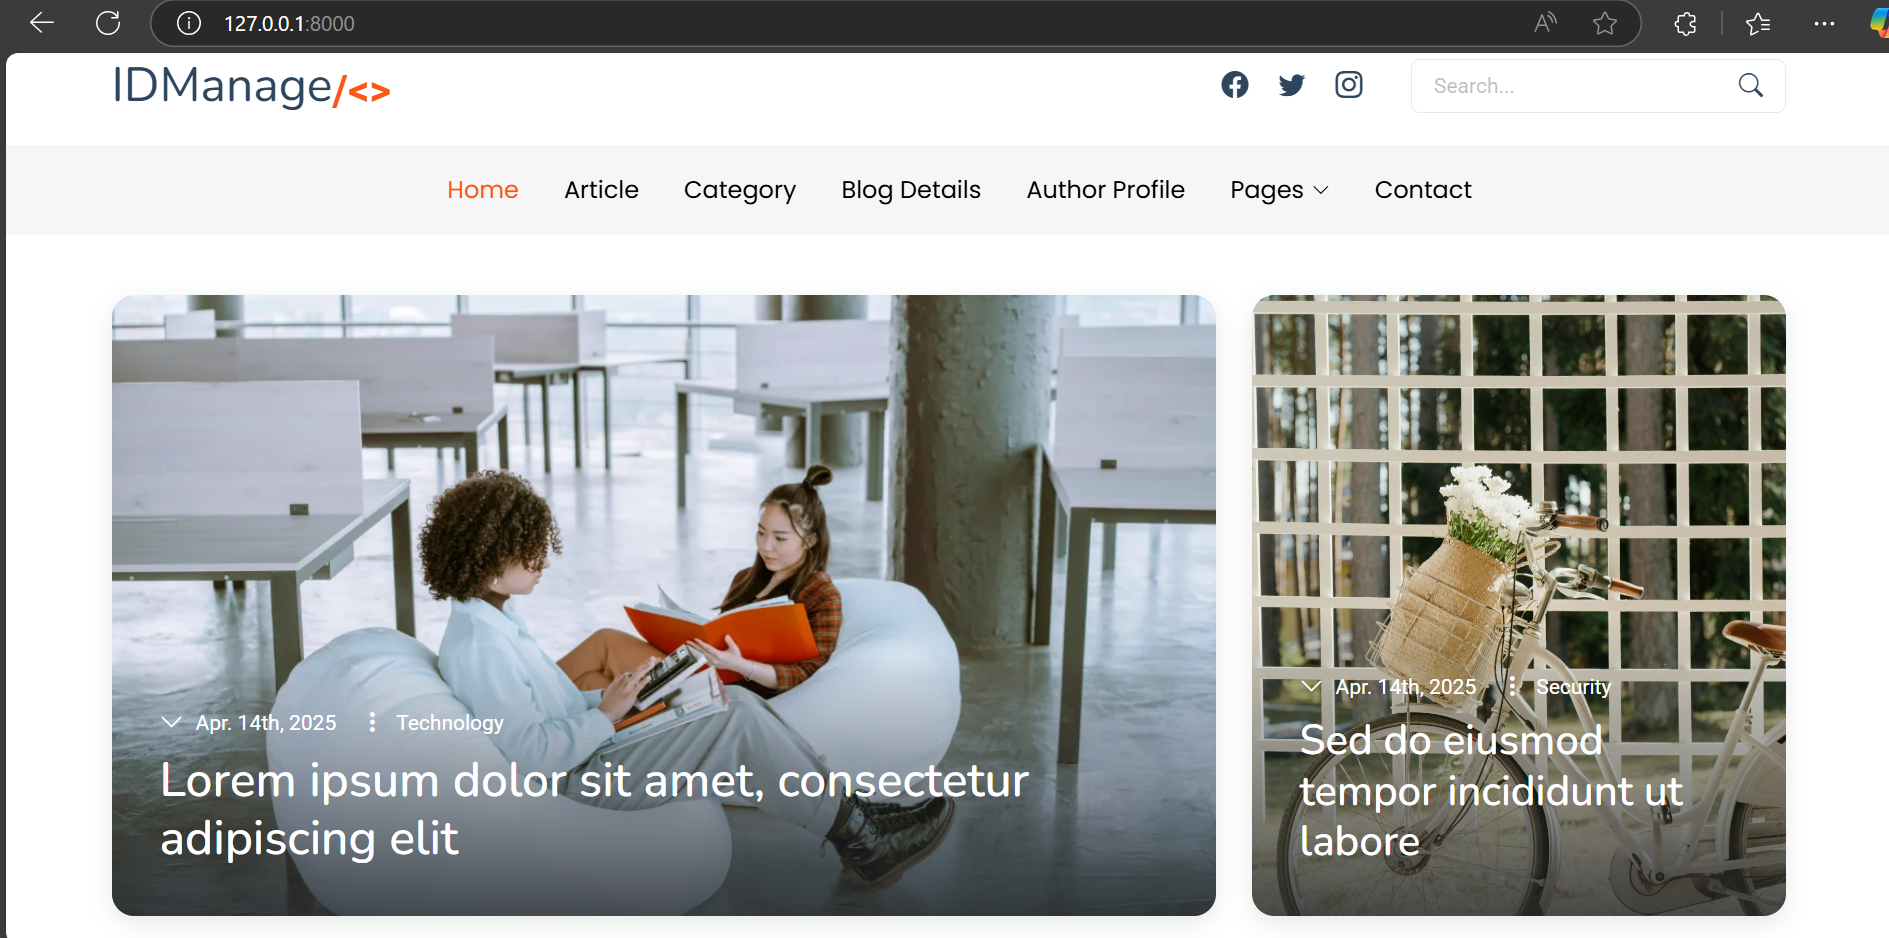 127.0.0.1:8000
IDManage/<>
Search...
Home Article Category Blog Details Author Profile Pages Contact
Apr. 14th, 2025 Technology
Lorem ipsum dolor sit amet, consectetur
adipiscing elit
Apr. 14th, 2025 Security
Sed do eiusmod
tempor incididunt ut
labore